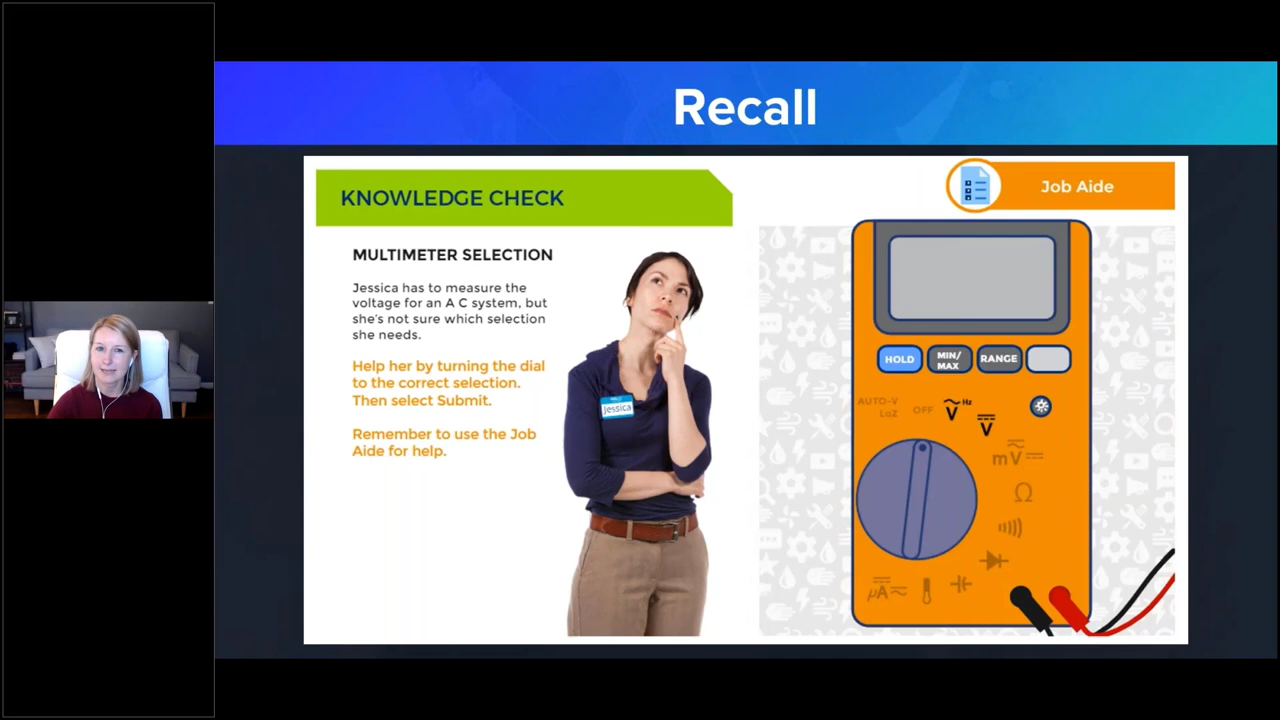 Recall
KNOWLEDGE CHECK
Job Aide
MULTIMETER SELECTION
Jessica has to measure the
voltage for an A C system, but
she's not sure which selection
she needs.
Help her by turning the dial
to the correct selection.
Then select Submit.
Remember to use the Job
Aide for help.
Jessica
HOLD
MIN/
MAX
RANGE
AUTO-V
LoZ
OFF
V Hz
V
mV
Ω
µA